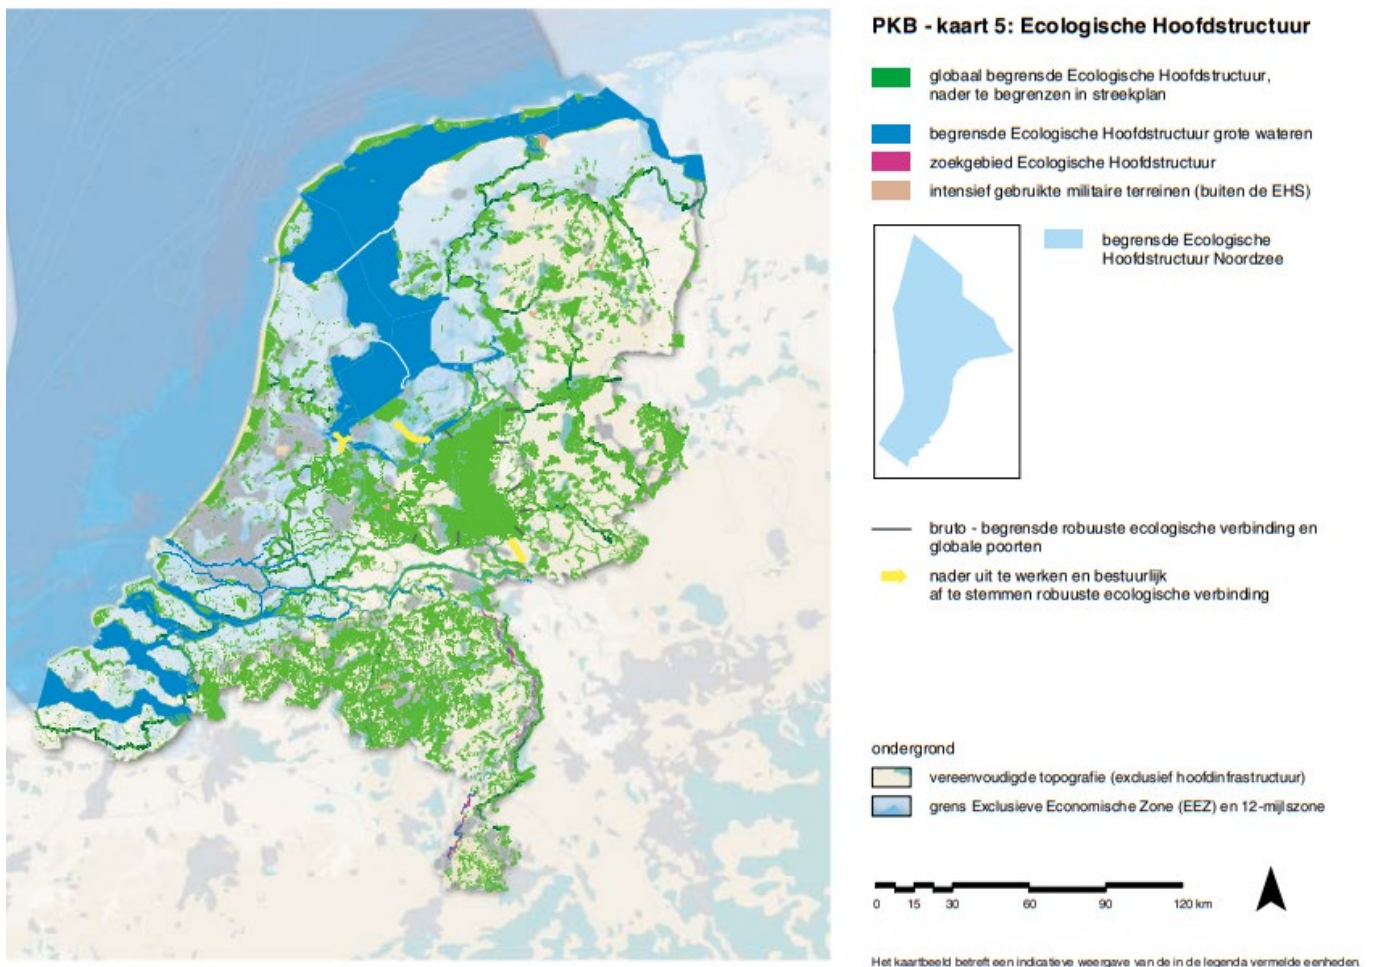 PKB - kaart 5: Ecologische Hoofdstructuur
globaal begrensde Ecologische Hoofdstructuur,
nader te begrenzen in streekplan
begrensde Ecologische Hoofdstructuur grote wateren
zoekgebied Ecologische Hoofdstructuur
intensief gebruikte militaire terreinen (buiten de EHS)
begrensde Ecologische
Hoofdstructuur Noordzee
bruto - begrensde robuuste ecologische verbinding en
globale poorten
nader uit te werken en bestuurlijk
af te stemmen robuuste ecologische verbinding
ondergrond
vereenvoudigde topografie (exclusief hoofdinfrastructuur)
grens Exclusieve Economische Zone (EEZ) en 12-mijlszone
0 15 30 60 90 120 km
Het kaartbeeld betreft een indicatieve weergave van de in de legenda vermelde eenheden.